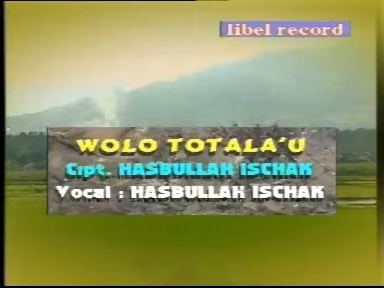 libel record
WOLO TOTALA'U
Cipt. HASBULLAH ISCHAK
Vocal : HASBULLAH ISCHAK